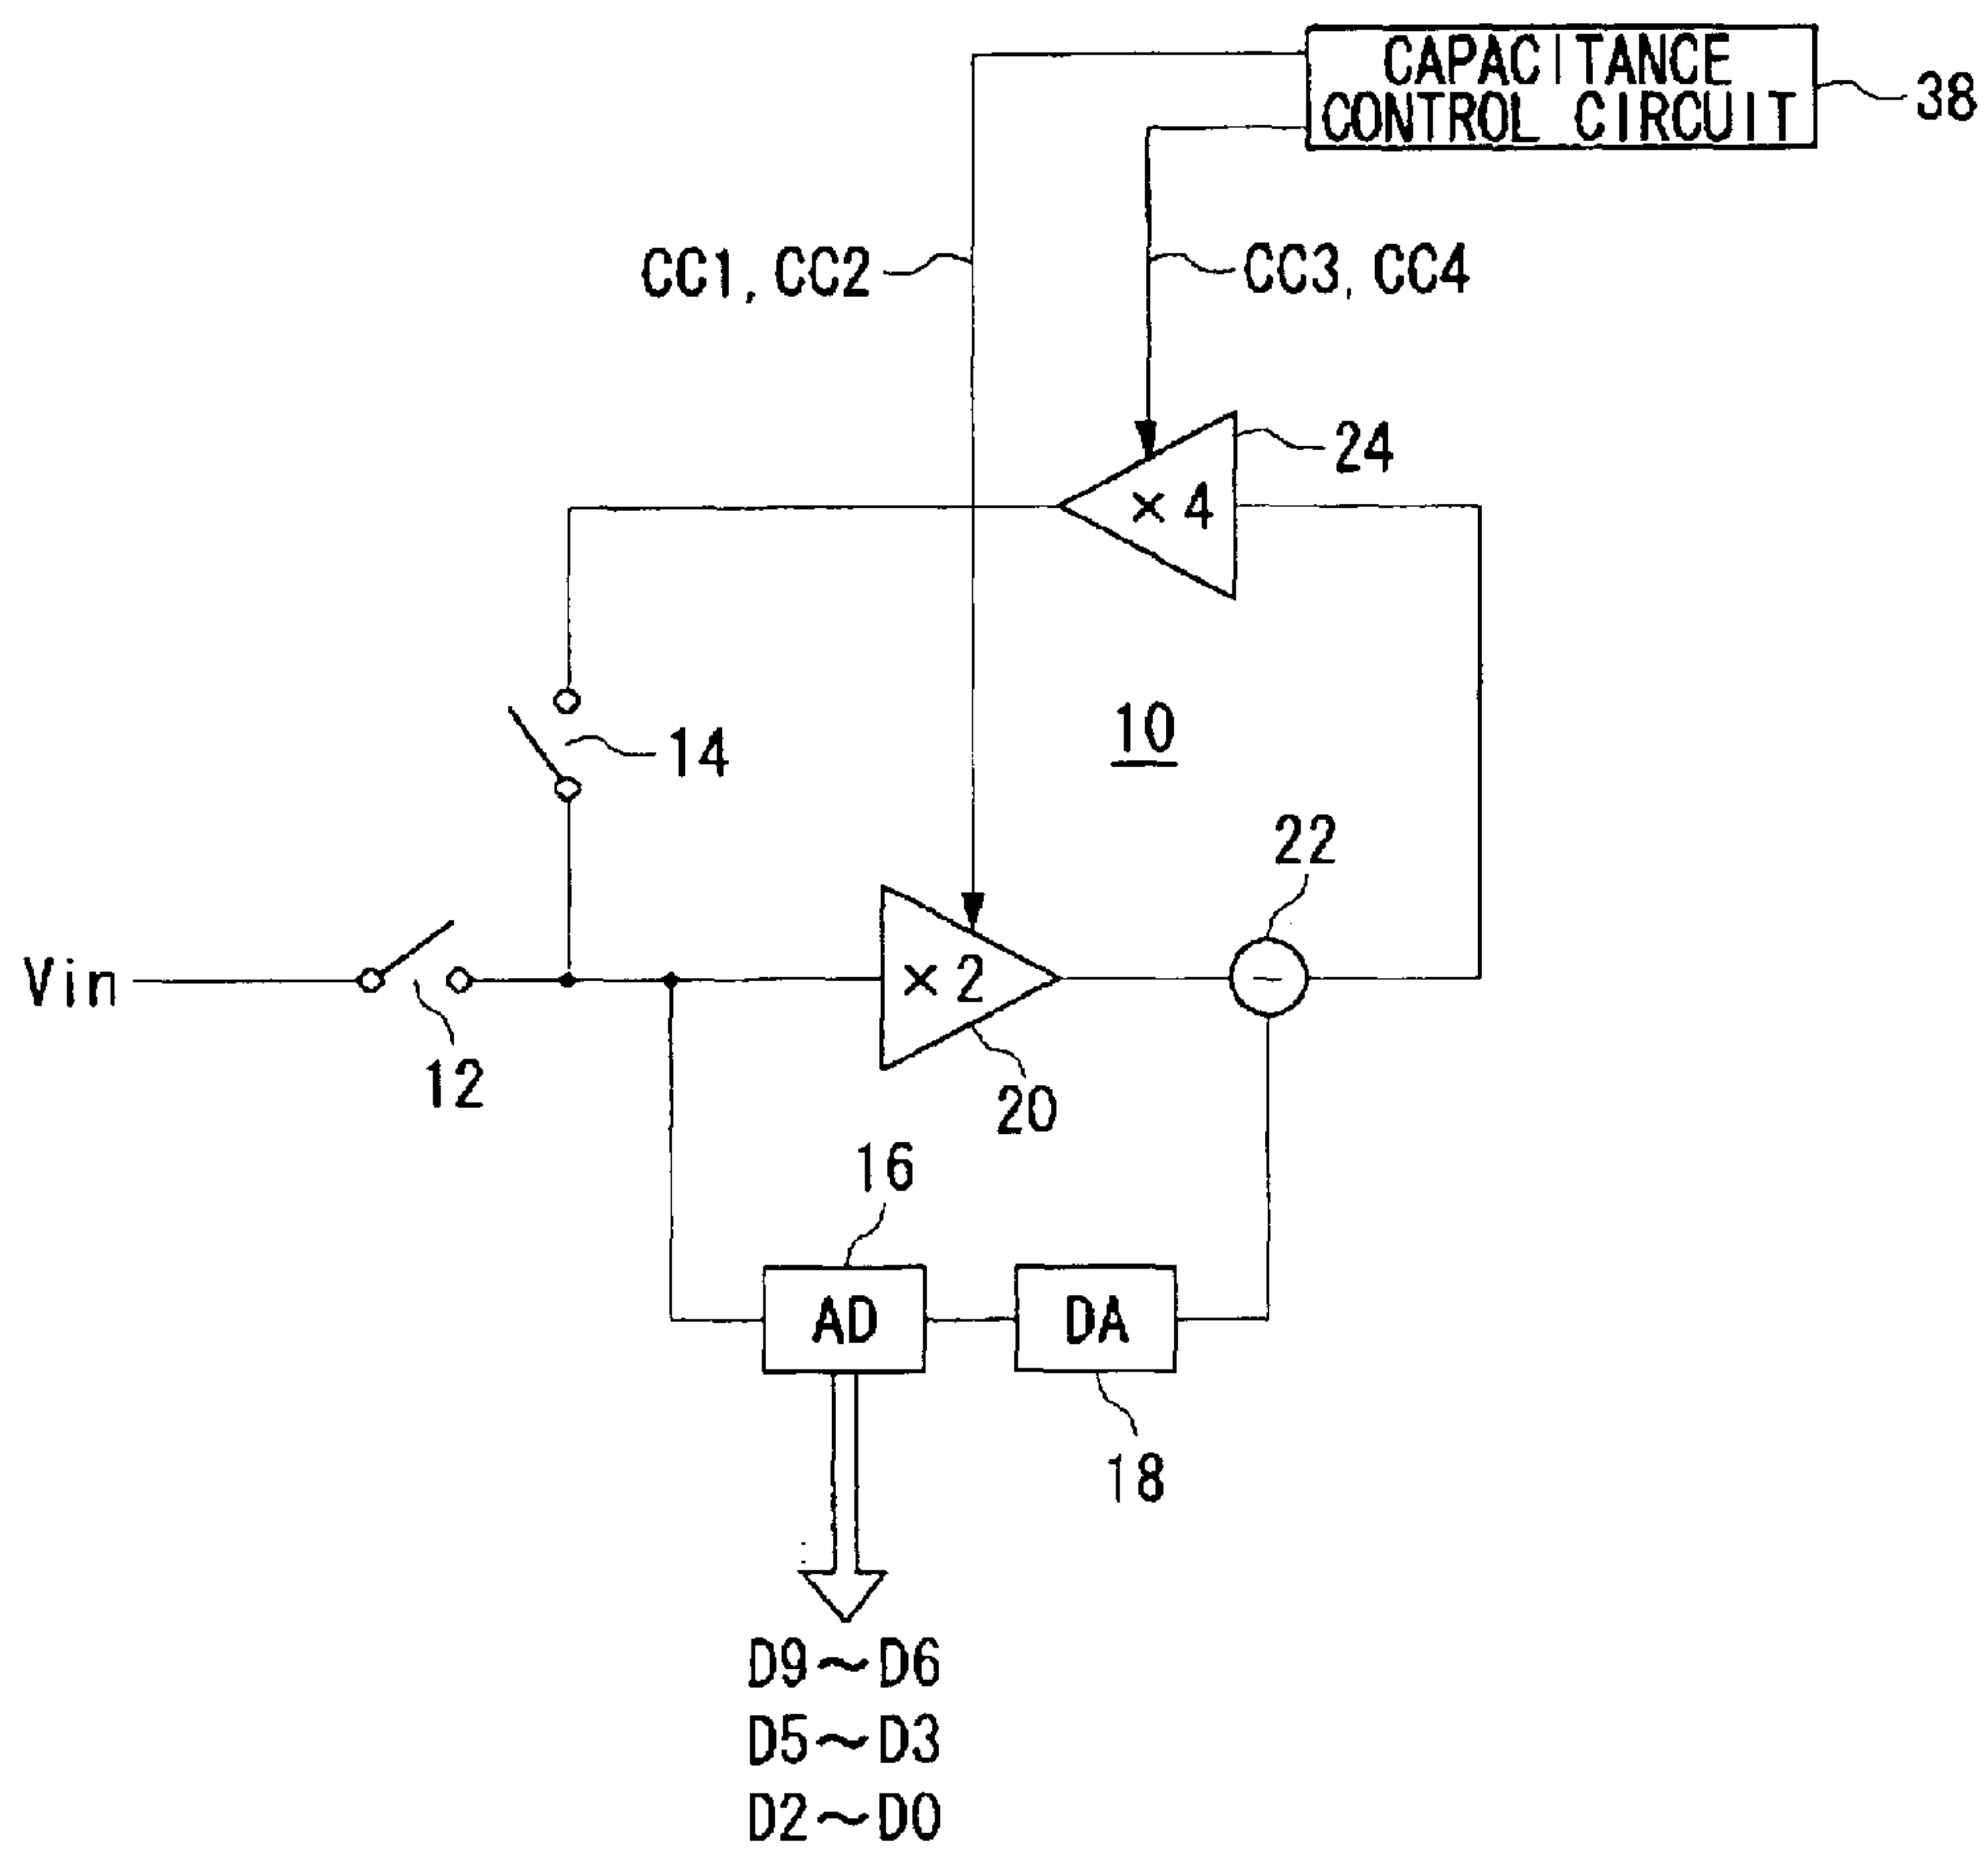 CAPACITANCE
CONTROL CIRCUIT
38
CC1, CC2
CC3, CC4
24
×4
14
10
22
Vin
×2
−
12
20
16
AD
DA
18
D9～D6
D5～D3
D2～D0